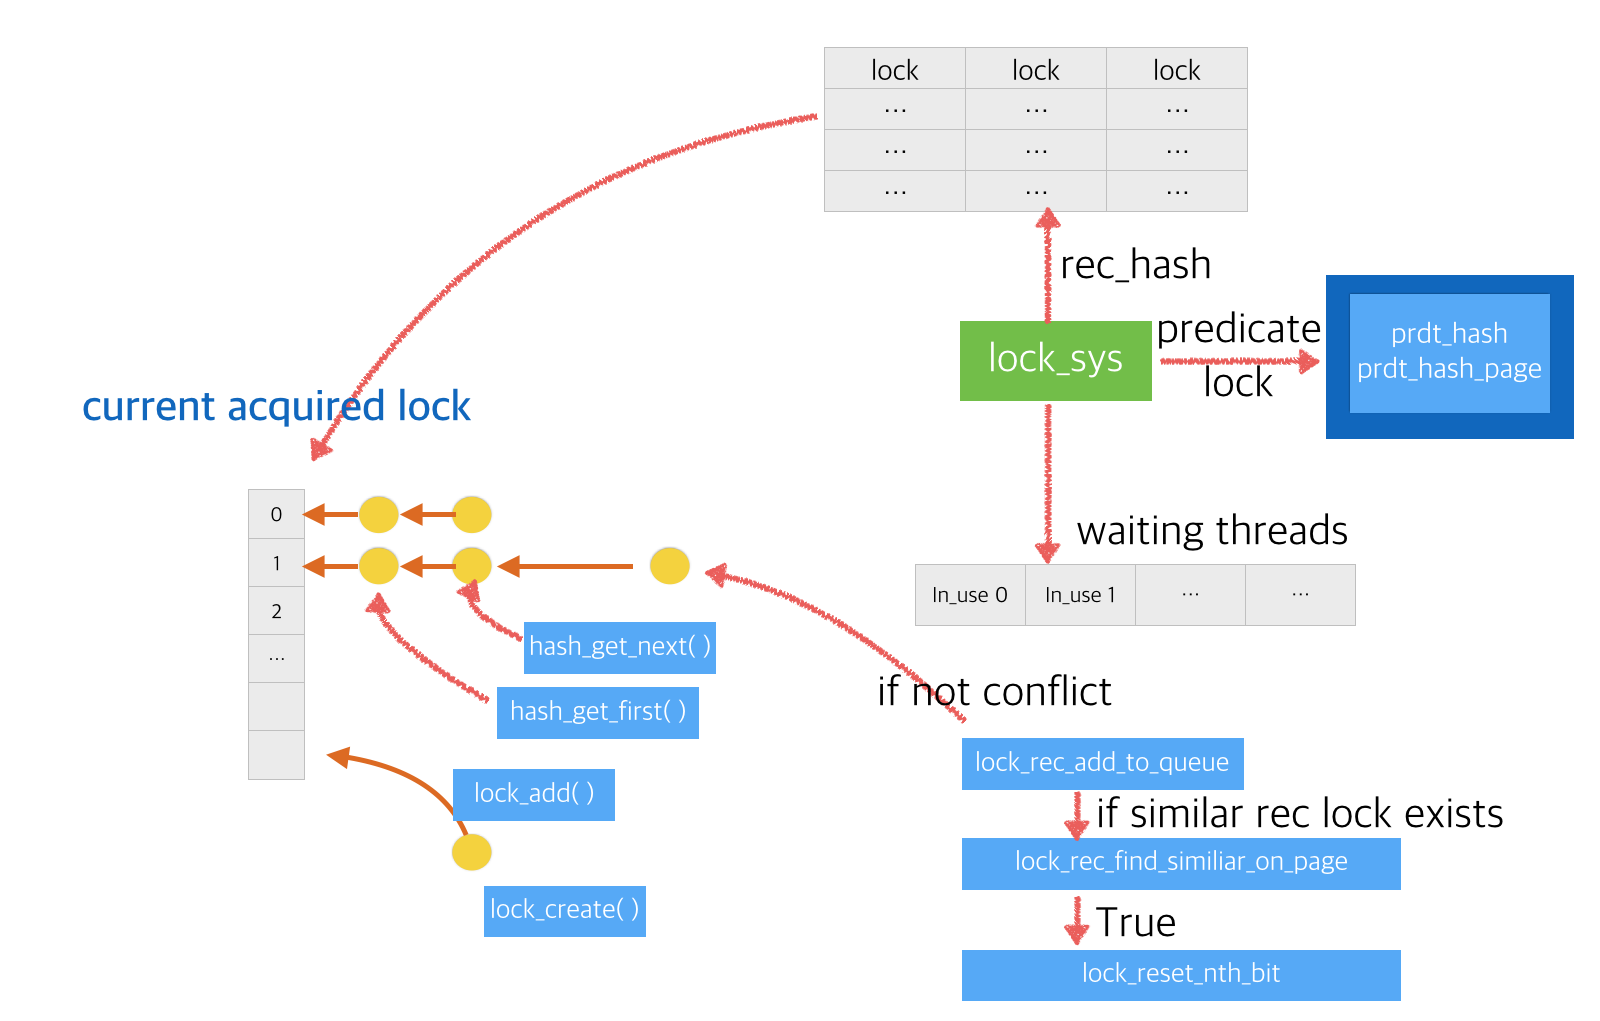 lock lock lock
... ... ...
... ... ...
... ... ...
rec_hash
lock_sys
predicate
lock
prdt_hash
prdt_hash_page
current acquired lock
0
1
2
...
waiting threads
In_use 0 In_use 1 ... ...
hash_get_next( )
hash_get_first( )
lock_add( )
lock_create( )
if not conflict
lock_rec_add_to_queue
if similar rec lock exists
lock_rec_find_similiar_on_page
True
lock_reset_nth_bit